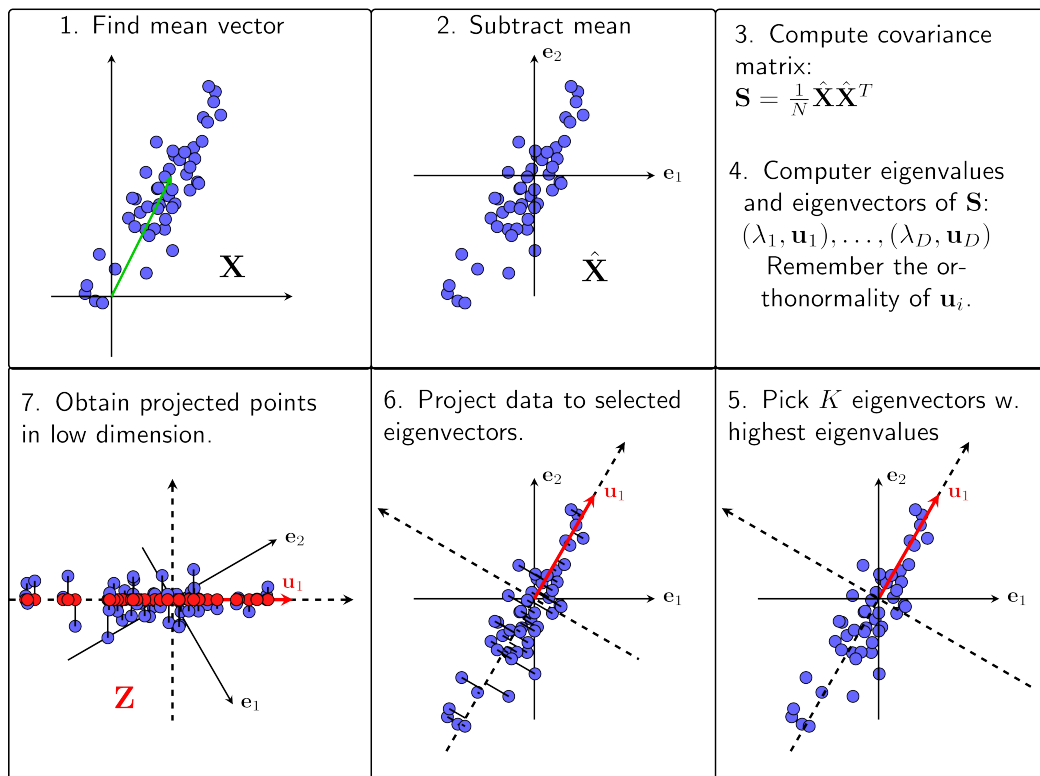 1. Find mean vector
X
2. Subtract mean
e₂
e₁
X̂
3. Compute covariance
matrix:
S = 1/N X̂X̂ᵀ
4. Computer eigenvalues
and eigenvectors of S:
(λ₁, u₁), . . . , (λ_D, u_D)
Remember the or-
thonormality of uᵢ.
7. Obtain projected points
in low dimension.
e₂
u₁
e₁
Z
6. Project data to selected
eigenvectors.
e₂
u₁
e₁
5. Pick K eigenvectors w.
highest eigenvalues
e₂
u₁
e₁